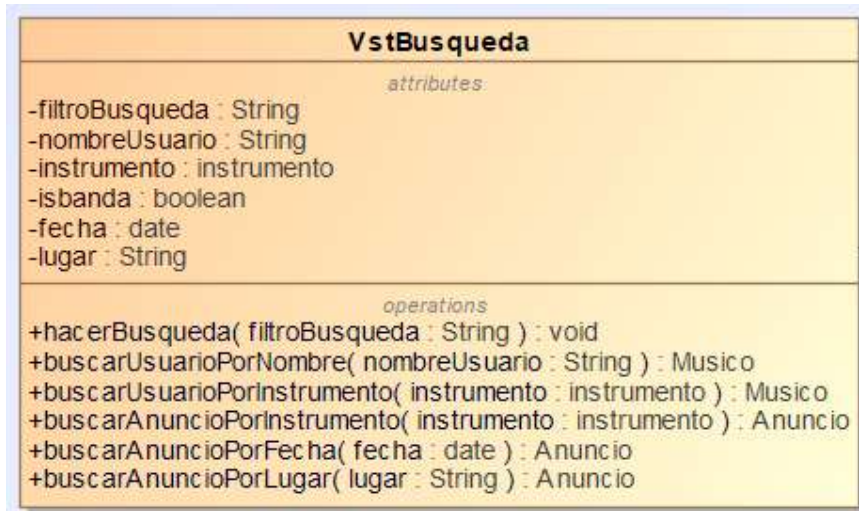 VstBusqueda
attributes
-filtroBusqueda : String
-nombreUsuario : String
-instrumento : instrumento
-isbanda : boolean
-fecha : date
-lugar : String
operations
+hacerBusqueda( filtroBusqueda : String ) : void
+buscarUsuarioPorNombre( nombreUsuario : String ) : Musico
+buscarUsuarioPorInstrumento( instrumento : instrumento ) : Musico
+buscarAnuncioPorInstrumento( instrumento : instrumento ) : Anuncio
+buscarAnuncioPorFecha( fecha : date ) : Anuncio
+buscarAnuncioPorLugar( lugar : String ) : Anuncio